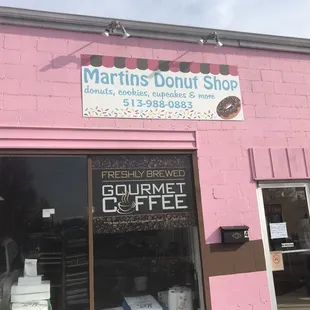 Martins Donut Shop
donuts, cookies, cupcakes & more
513-988-0883
FRESHLY BREWED
GOURMET
COFFEE